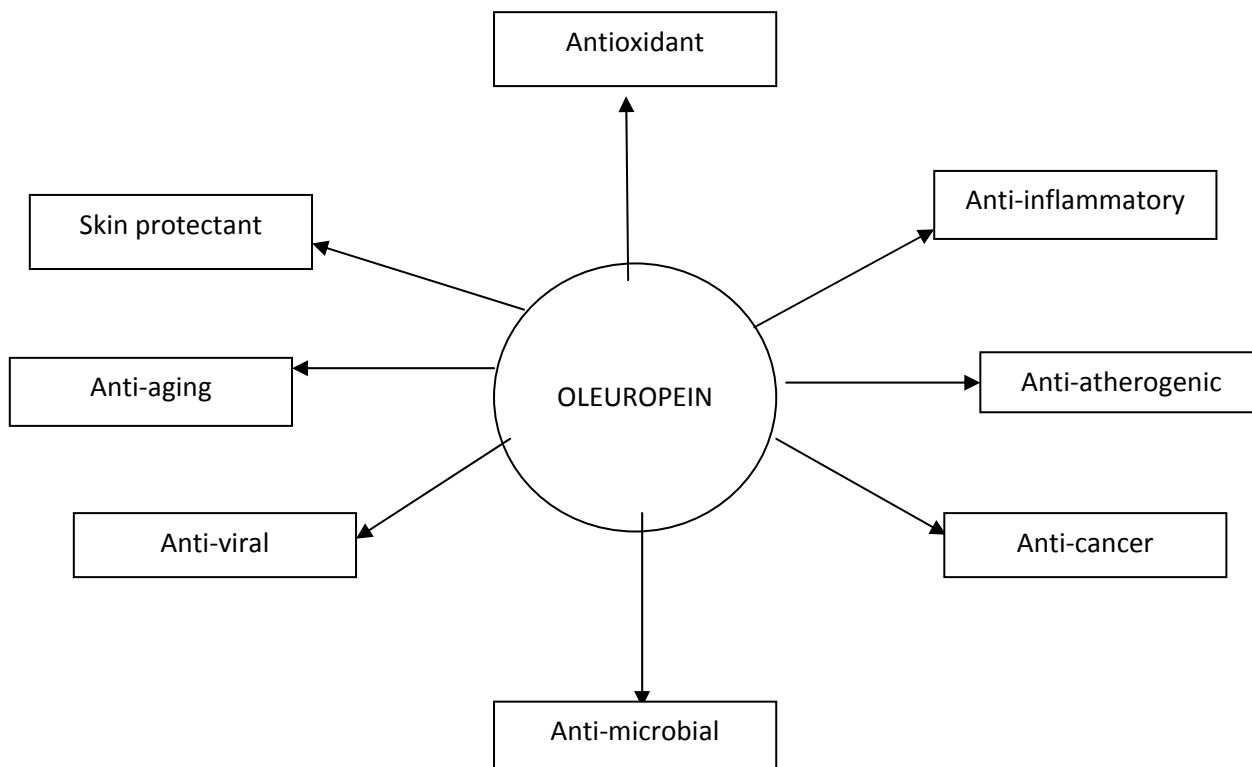 Antioxidant
Anti-inflammatory
Skin protectant
Anti-aging
OLEUROPEIN
Anti-atherogenic
Anti-viral
Anti-cancer
Anti-microbial